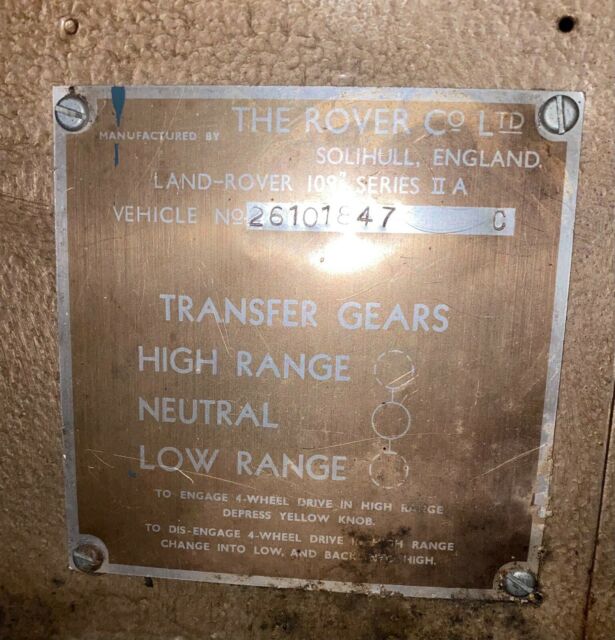 MANUFACTURED BY THE ROVER CO LTD
SOLIHULL, ENGLAND.
LAND-ROVER 109" SERIES II A
VEHICLE NO 26101847 C
TRANSFER GEARS
HIGH RANGE
NEUTRAL
LOW RANGE
TO ENGAGE 4-WHEEL DRIVE IN HIGH RANGE
DEPRESS YELLOW KNOB.
TO DIS-ENGAGE 4-WHEEL DRIVE IN HIGH RANGE
CHANGE INTO LOW, AND BACK INTO HIGH.